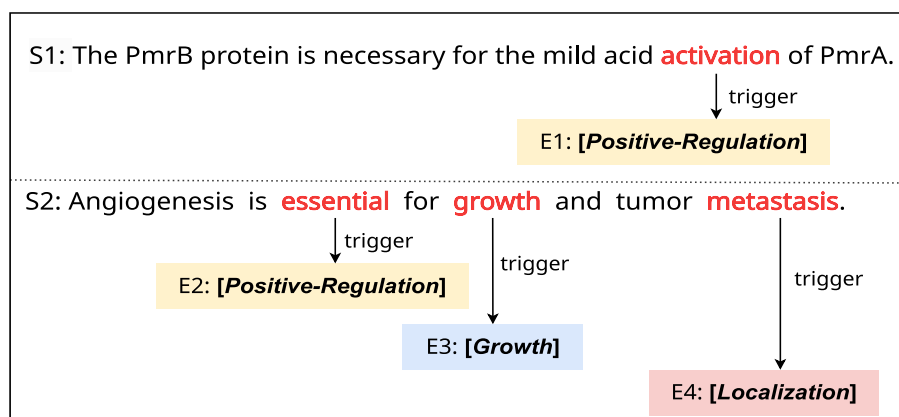 S1: The PmrB protein is necessary for the mild acid activation of PmrA.
trigger
E1: [Positive-Regulation]
S2: Angiogenesis is essential for growth and tumor metastasis.
trigger
trigger
trigger
E2: [Positive-Regulation]
E3: [Growth]
E4: [Localization]